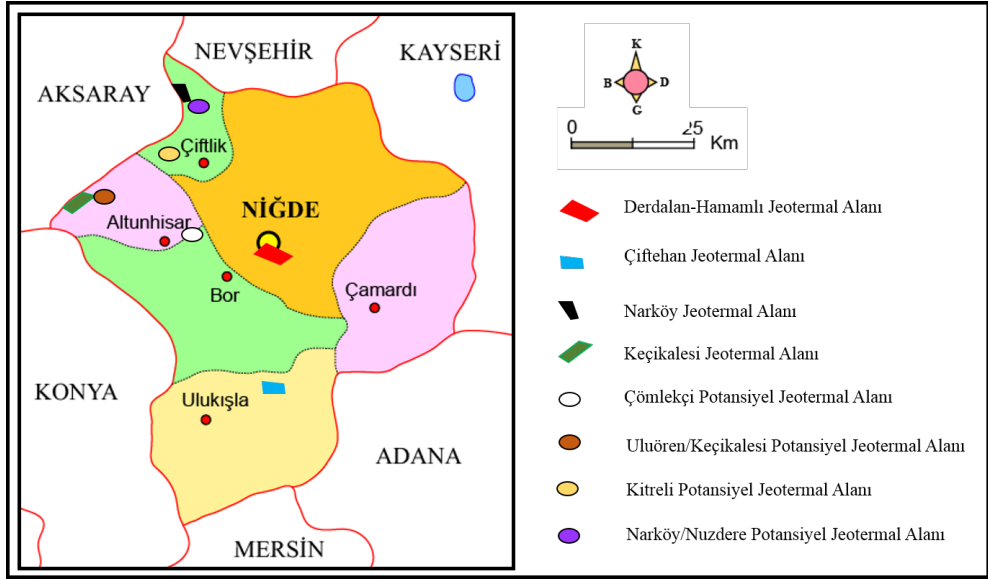 NEVŞEHİR
KAYSERİ
AKSARAY
Çiftlik
NİĞDE
Altunhisar
Bor
Çamardı
KONYA
Ulukışla
ADANA
MERSİN
K
B D
G
0 25
Km
Derdalan-Hamamlı Jeotermal Alanı
Çiftehan Jeotermal Alanı
Narköy Jeotermal Alanı
Keçikalesi Jeotermal Alanı
Çömlekçi Potansiyel Jeotermal Alanı
Uluören/Keçikalesi Potansiyel Jeotermal Alanı
Kitreli Potansiyel Jeotermal Alanı
Narköy/Nuzdere Potansiyel Jeotermal Alanı